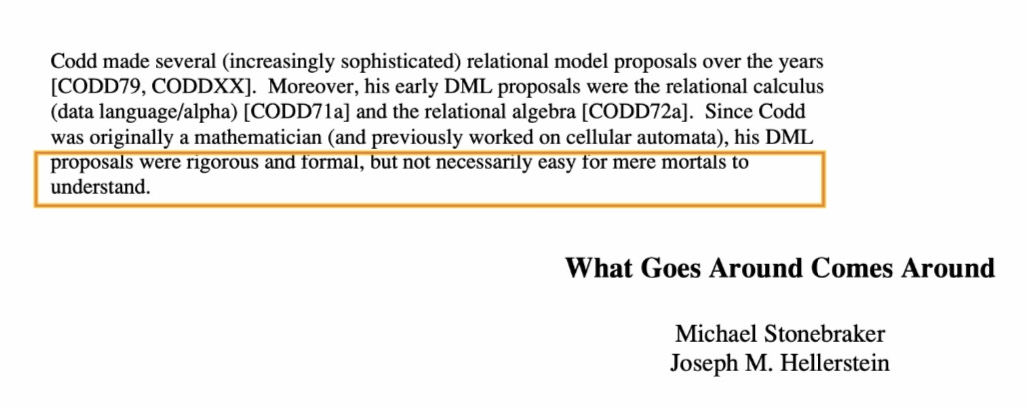 Codd made several (increasingly sophisticated) relational model proposals over the years
[CODD79, CODDXX].  Moreover, his early DML proposals were the relational calculus
(data language/alpha) [CODD71a] and the relational algebra [CODD72a].  Since Codd
was originally a mathematician (and previously worked on cellular automata), his DML
proposals were rigorous and formal, but not necessarily easy for mere mortals to
understand.
What Goes Around Comes Around
Michael Stonebraker
Joseph M. Hellerstein